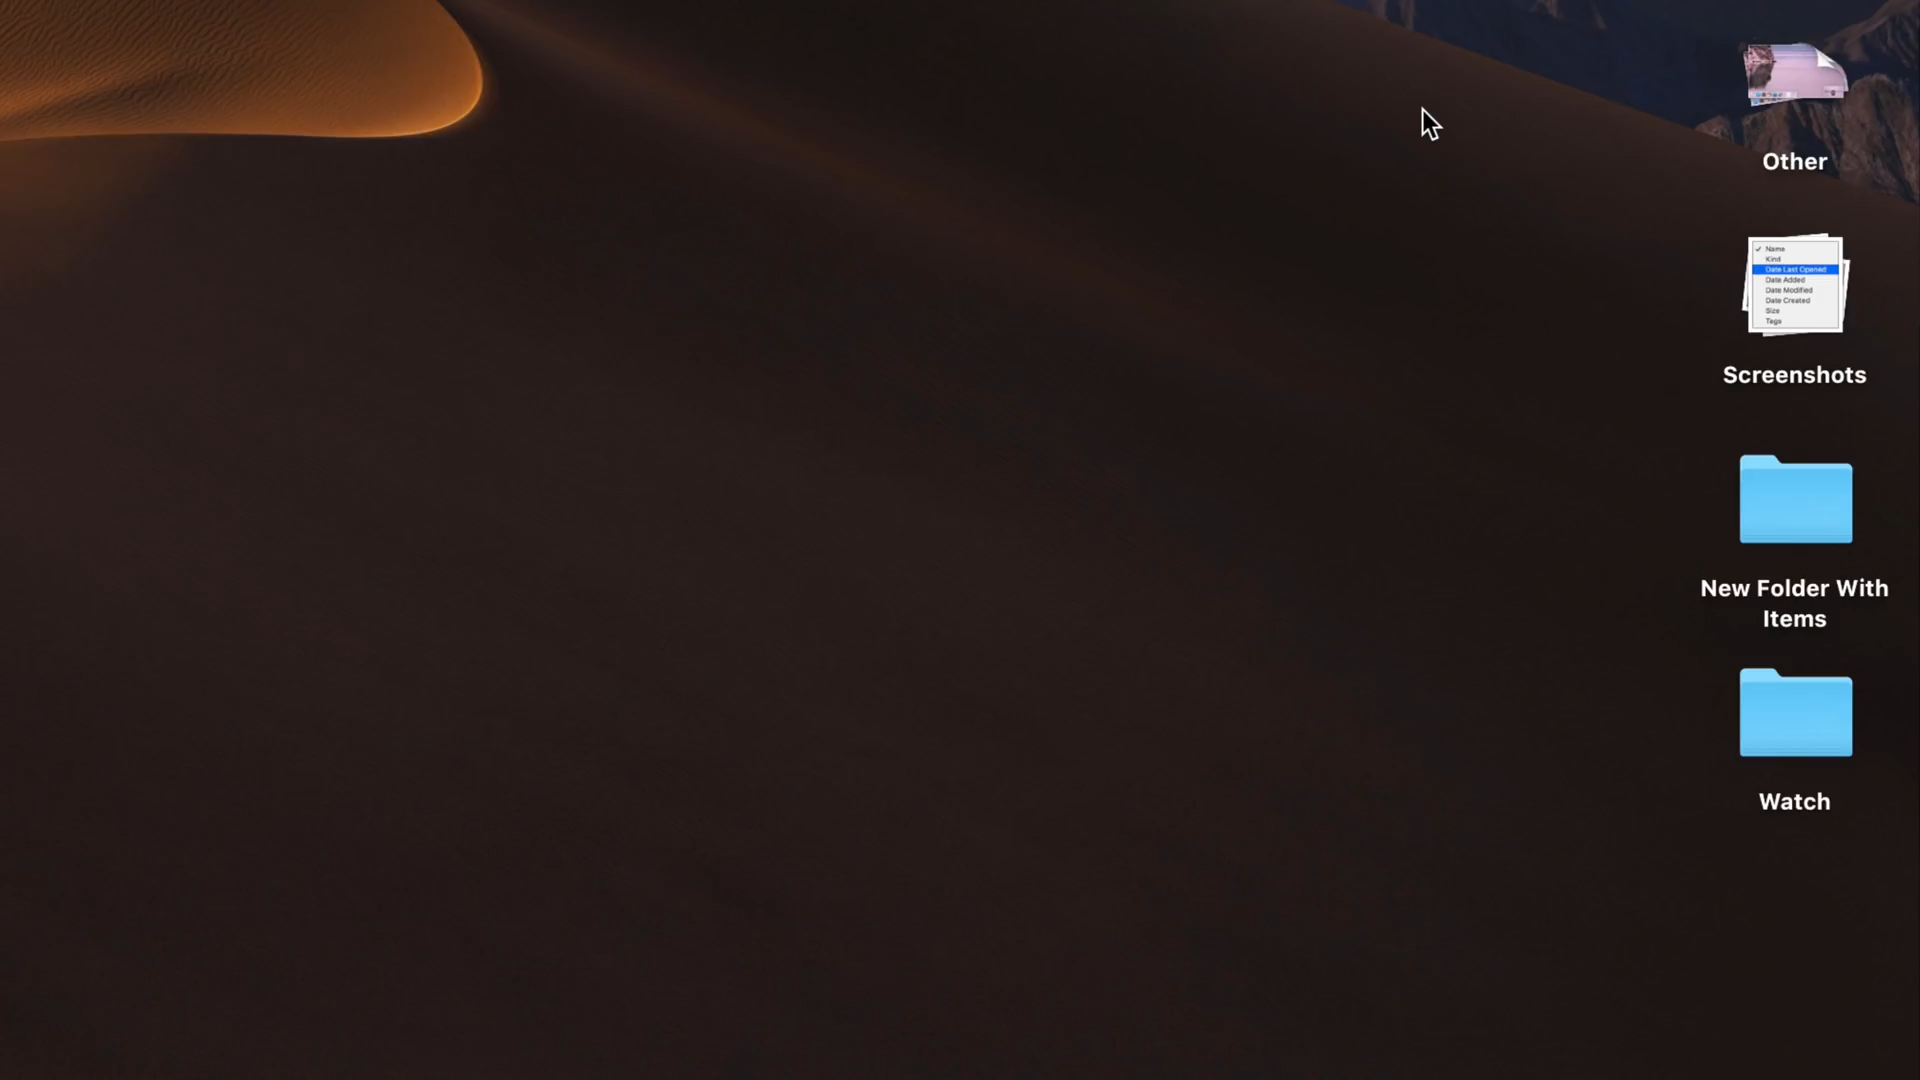 Other
✓ Name
Kind
Date Last Opened
Date Added
Date Modified
Date Created
Size
Tags
Screenshots
New Folder With
Items
Watch